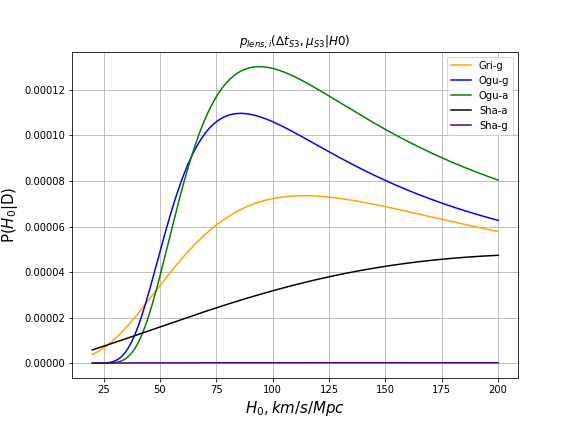 p_{lens, i}(Δt_{S3}, μ_{S3}|H0)
Gri-g
Ogu-g
Ogu-a
Sha-a
Sha-g
P(H_0|D)
0.00012
0.00010
0.00008
0.00006
0.00004
0.00002
0.00000
25 50 75 100 125 150 175 200
H_0, km/s/Mpc